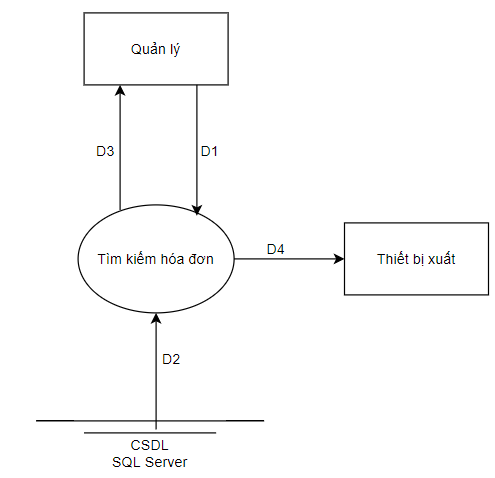 Quản lý
D3
D1
Tìm kiếm hóa đơn
D4
Thiết bị xuất
D2
CSDL
SQL Server